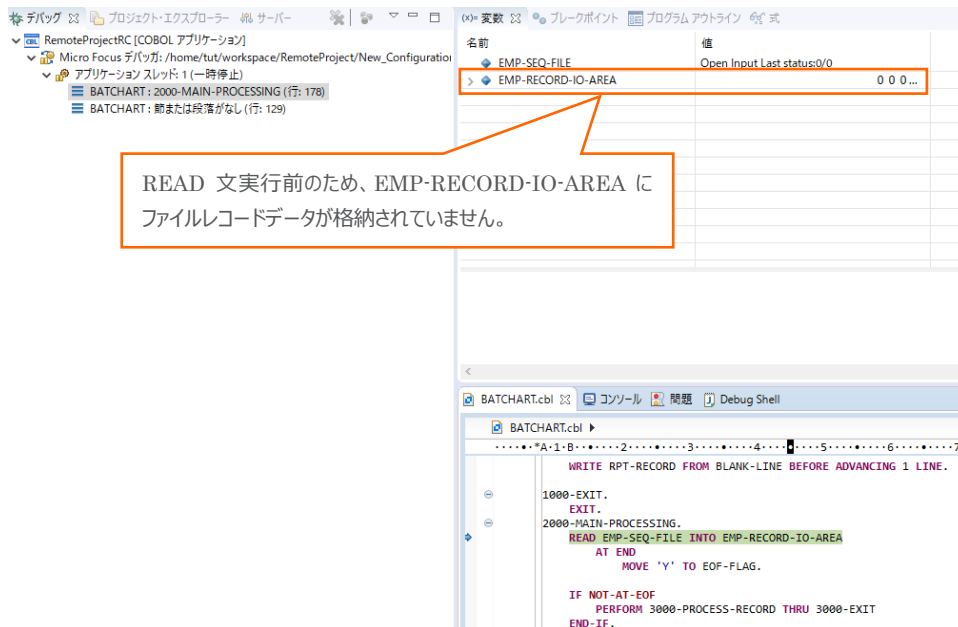 デバッグ プロジェクト・エクスプローラー サーバー
RemoteProjectRC [COBOL アプリケーション]
Micro Focus デバッガ: /home/tut/workspace/RemoteProject/New_Configuration
アプリケーション スレッド: 1 (一時停止)
BATCHART : 2000-MAIN-PROCESSING (行: 178)
BATCHART : 節または段落がなし (行: 129)
(x)= 変数 ブレークポイント プログラム アウトライン 式
名前 値
EMP-SEQ-FILE Open Input Last status:0/0
EMP-RECORD-IO-AREA 0 0 0...
READ 文実行前のため、EMP-RECORD-IO-AREA に
ファイルレコードデータが格納されていません。
BATCHART.cbl コンソール 問題 Debug Shell
BATCHART.cbl
·····•·*A·1·B··•····2····•····3····•····4····•····5····•····6····•····7
WRITE RPT-RECORD FROM BLANK-LINE BEFORE ADVANCING 1 LINE.
1000-EXIT.
EXIT.
2000-MAIN-PROCESSING.
READ EMP-SEQ-FILE INTO EMP-RECORD-IO-AREA
AT END
MOVE 'Y' TO EOF-FLAG.
IF NOT-AT-EOF
PERFORM 3000-PROCESS-RECORD THRU 3000-EXIT
END-IF.